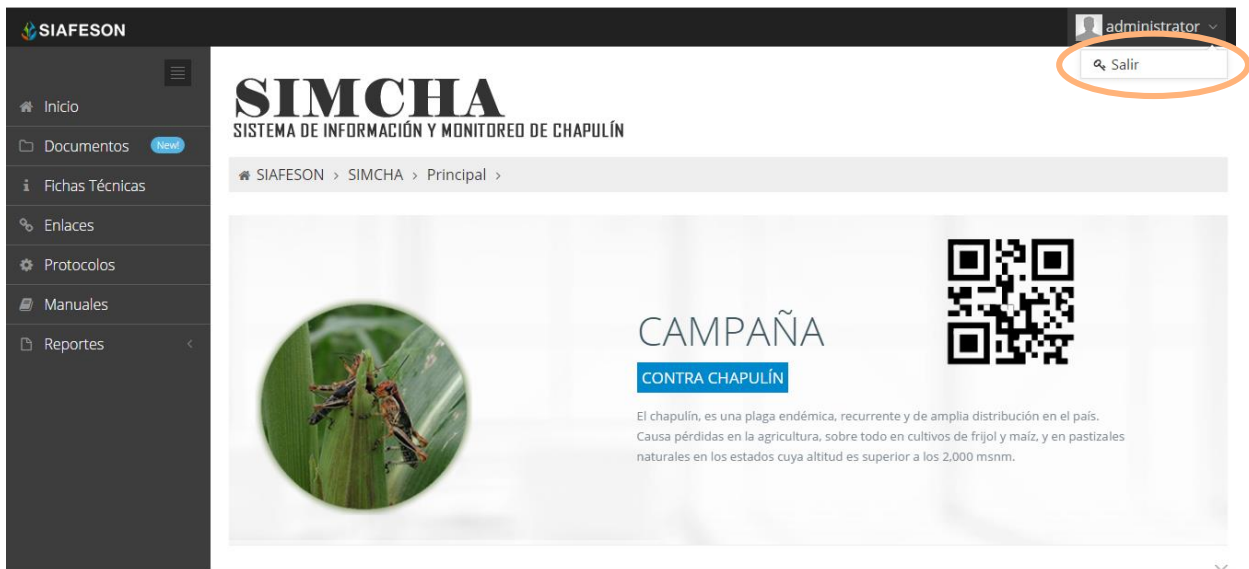 SIAFESON
administrator
Salir
Inicio
Documentos New!
Fichas Técnicas
Enlaces
Protocolos
Manuales
Reportes
SIMCHA
SISTEMA DE INFORMACIÓN Y MONITOREO DE CHAPULÍN
SIAFESON > SIMCHA > Principal >
CAMPAÑA
CONTRA CHAPULÍN
El chapulín, es una plaga endémica, recurrente y de amplia distribución en el país.
Causa pérdidas en la agricultura, sobre todo en cultivos de frijol y maíz, y en pastizales
naturales en los estados cuya altitud es superior a los 2,000 msnm.